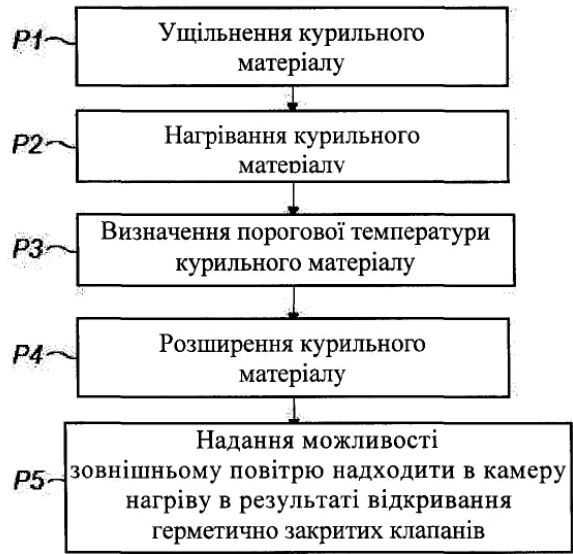 P1
Ущільнення курильного
матеріалу
P2
Нагрівання курильного
матеріалу
P3
Визначення порогової температури
курильного матеріалу
P4
Розширення курильного
матеріалу
P5
Надання можливості
зовнішньому повітрю надходити в камеру
нагріву в результаті відкривання
герметично закритих клапанів